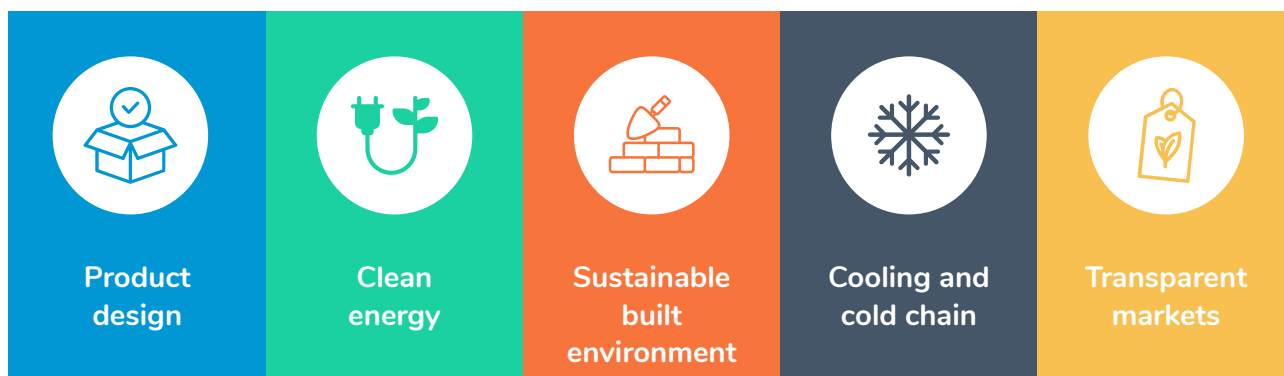 Product
design
Clean
energy
Sustainable
built
environment
Cooling and
cold chain
Transparent
markets